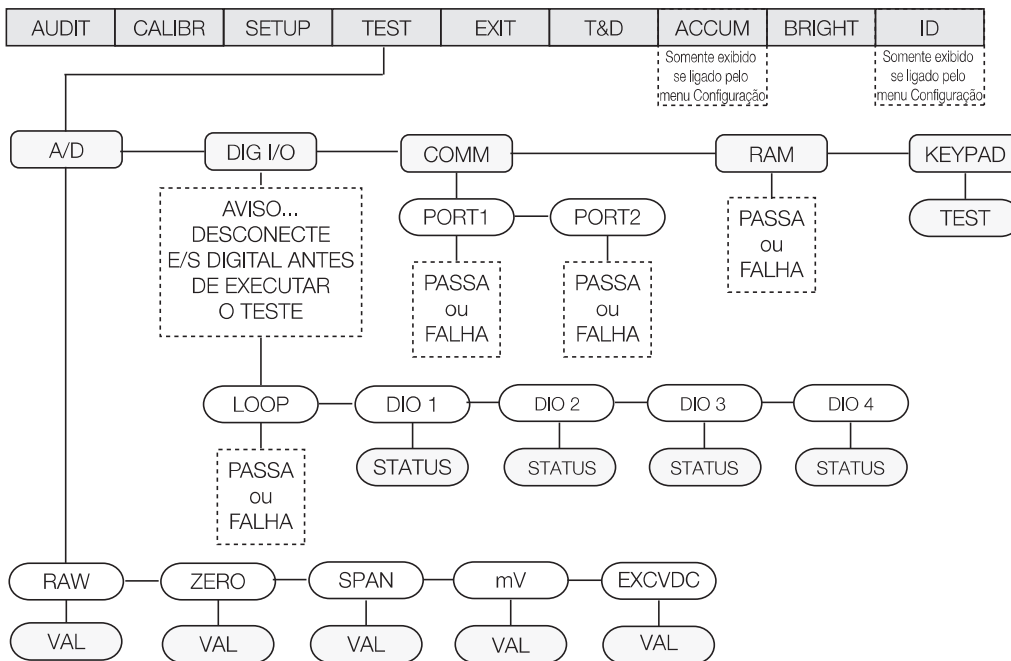 AUDIT
CALIBR
SETUP
TEST
EXIT
T&D
ACCUM
BRIGHT
ID
Somente exibido
se ligado pelo
menu Configuração
Somente exibido
se ligado pelo
menu Configuração
A/D
DIG I/O
COMM
RAM
KEYPAD
AVISO...
DESCONECTE
E/S DIGITAL ANTES
DE EXECUTAR
O TESTE
PORT1
PORT2
PASSA
ou
FALHA
TEST
PASSA
ou
FALHA
PASSA
ou
FALHA
LOOP
DIO 1
DIO 2
DIO 3
DIO 4
PASSA
ou
FALHA
STATUS
STATUS
STATUS
STATUS
RAW
ZERO
SPAN
mV
EXCVDC
VAL
VAL
VAL
VAL
VAL